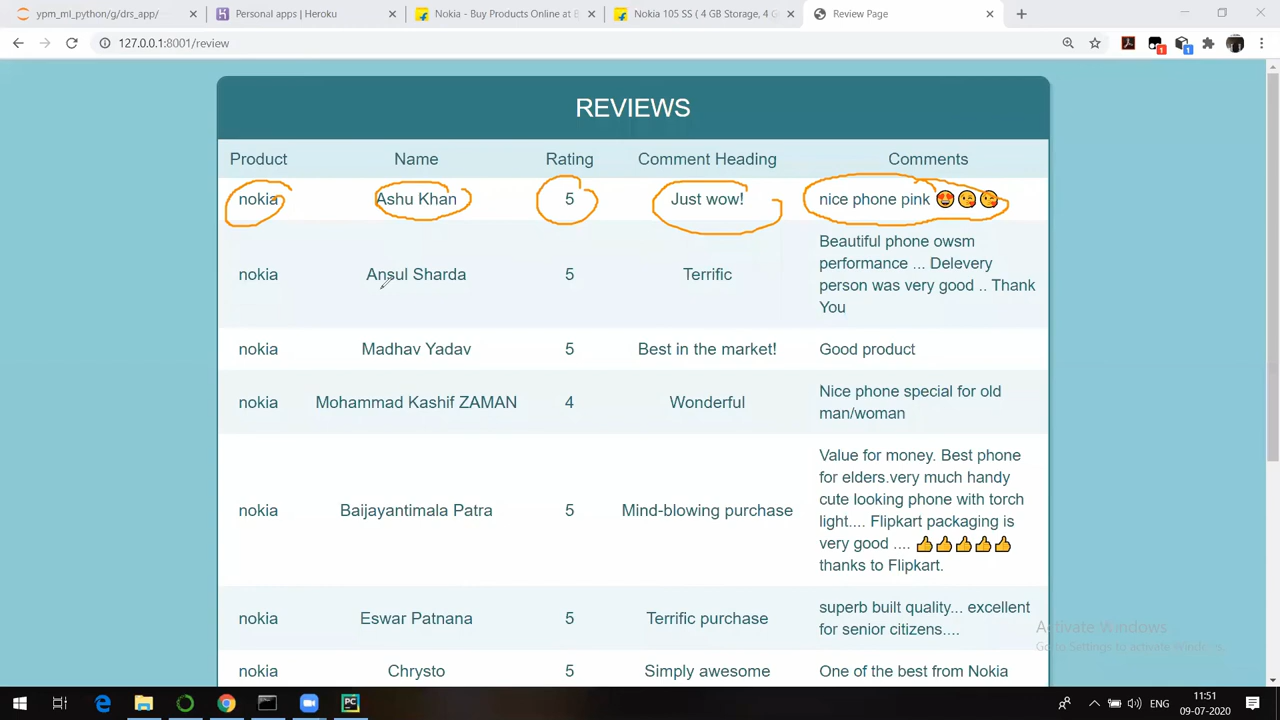 ypm_ml_python/g/drs_app/
Personal apps | Heroku
Nokia - Buy Products Online at B
Nokia 105 SS ( 4 GB Storage, 4 G
Review Page
127.0.0.1:8001/review
1
1
REVIEWS
Product Name Rating Comment Heading Comments
nokia Ashu Khan 5 Just wow! nice phone pink 😍😋😋
nokia Ansul Sharda 5 Terrific Beautiful phone owsm
performance ... Delevery
person was very good .. Thank
You
nokia Madhav Yadav 5 Best in the market! Good product
nokia Mohammad Kashif ZAMAN 4 Wonderful Nice phone special for old
man/woman
nokia Baijayantimala Patra 5 Mind-blowing purchase Value for money. Best phone
for elders.very much handy
cute looking phone with torch
light.... Flipkart packaging is
very good .... 👍👍👍👍👍
thanks to Flipkart.
nokia Eswar Patnana 5 Terrific purchase superb built quality... excellent
for senior citizens....
nokia Chrysto 5 Simply awesome One of the best from Nokia
Activate Windows
Go to Settings to activate Windows.
PC
ENG
11:51
09-07-2020